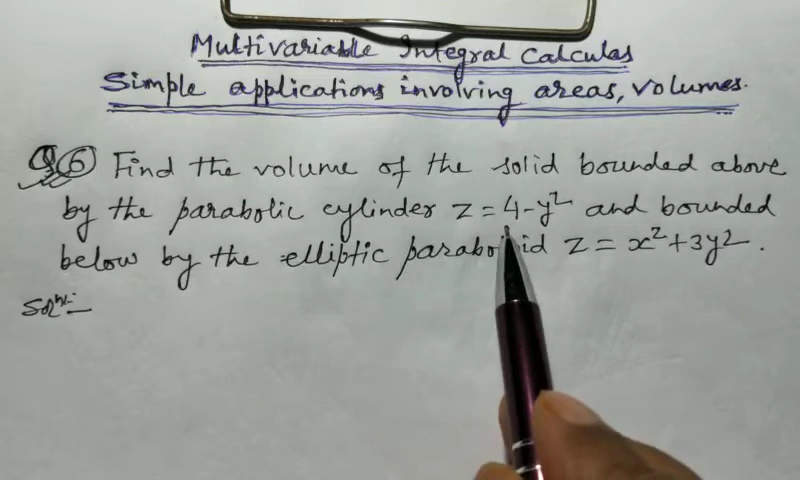 Multivariable Integral Calculas
Simple applications involving areas, volumes.
Q⑥ Find the volume of the solid bounded above
by the parabolic cylinder z = 4 - y² and bounded
below by the elliptic paraboloid z = x² + 3y².
Solⁿ:-